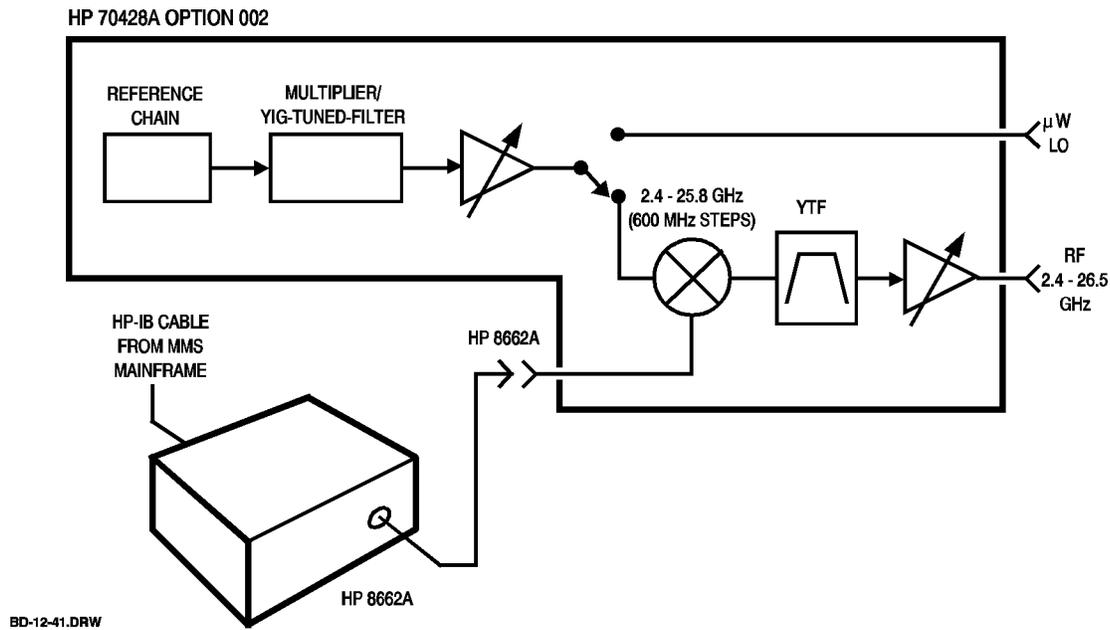 HP 70428A OPTION 002
REFERENCE
CHAIN
MULTIPLIER/
YIG-TUNED-FILTER
µW
LO
2.4 - 25.8 GHz
(600 MHz STEPS)
YTF
RF
2.4 - 26.5
GHz
HP-IB CABLE
FROM MMS
MAINFRAME
HP 8662A
HP 8662A
BD-12-41.DRW